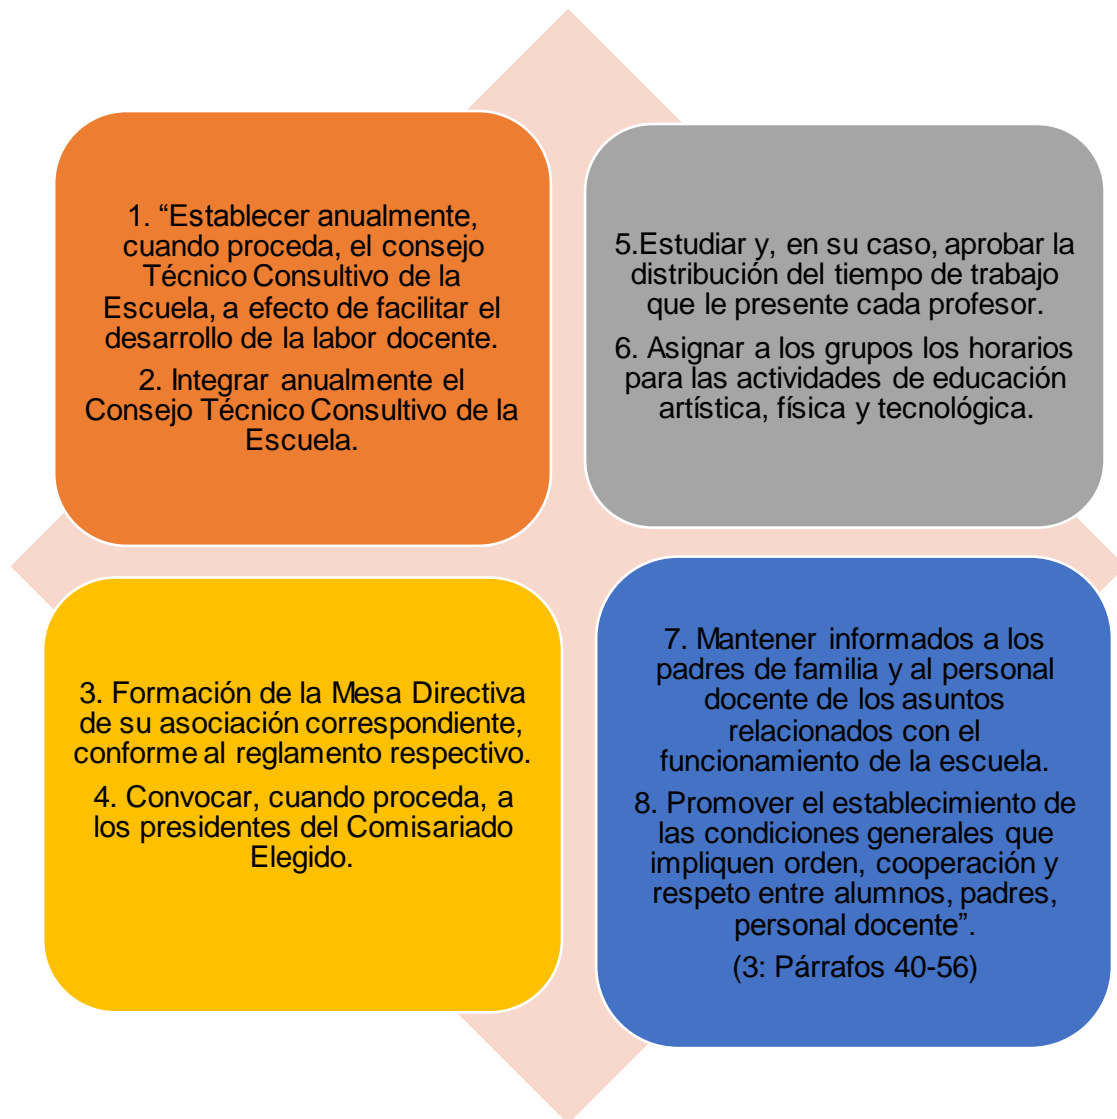 1. “Establecer anualmente,
cuando proceda, el consejo
Técnico Consultivo de la
Escuela, a efecto de facilitar el
desarrollo de la labor docente.
2. Integrar anualmente el
Consejo Técnico Consultivo de la
Escuela.
3. Formación de la Mesa Directiva
de su asociación correspondiente,
conforme al reglamento respectivo.
4. Convocar, cuando proceda, a
los presidentes del Comisariado
Elegido.
5.Estudiar y, en su caso, aprobar la
distribución del tiempo de trabajo
que le presente cada profesor.
6. Asignar a los grupos los horarios
para las actividades de educación
artística, física y tecnológica.
7. Mantener informados a los
padres de familia y al personal
docente de los asuntos
relacionados con el
funcionamiento de la escuela.
8. Promover el establecimiento de
las condiciones generales que
impliquen orden, cooperación y
respeto entre alumnos, padres,
personal docente”.
(3: Párrafos 40-56)